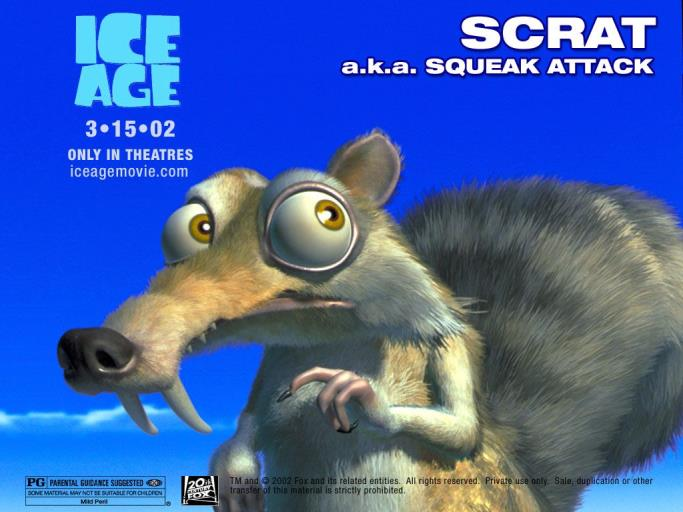 ICE
AGE
3•15•02
ONLY IN THEATRES
iceagemovie.com
SCRAT
a.k.a. SQUEAK ATTACK
PG PARENTAL GUIDANCE SUGGESTED
SOME MATERIAL MAY NOT BE SUITABLE FOR CHILDREN
Mild Peril
®
20th
CENTURY
FOX
TM and © 2002 Fox and its related entities. All rights reserved. Private use only. Sale, duplication or other
transfer of this material is strictly prohibited.